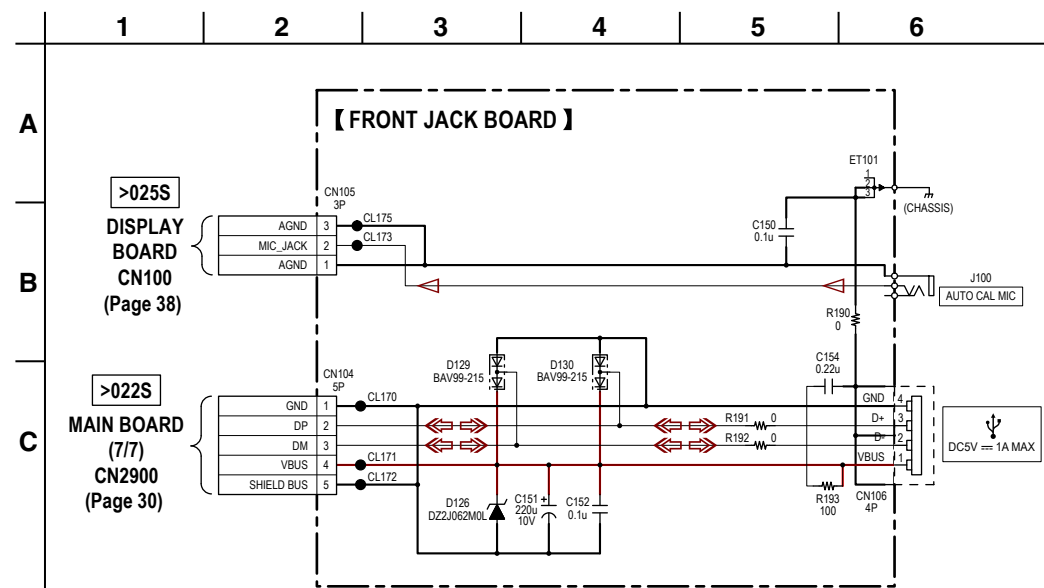 1 2 3 4 5 6
A
B
C
【 FRONT JACK BOARD 】
ET101
1
2
3
(CHASSIS)
>025S
DISPLAY
BOARD
CN100
(Page 38)
CN105
3P
AGND 3
MIC_JACK 2
AGND 1
CL175
CL173
C150
0.1u
J100
AUTO CAL MIC
R190
0
>022S
MAIN BOARD
(7/7)
CN2900
(Page 30)
CN104
5P
GND 1
DP 2
DM 3
VBUS 4
SHIELD BUS 5
CL170
CL171
CL172
D129
BAV99-215
D130
BAV99-215
C154
0.22u
R191 0
R192 0
GND 4
D+ 3
D- 2
VBUS 1
DC5V ⎓ 1A MAX
D126
DZ2J062M0L
C151 +
220u
10V
C152
0.1u
R193
100
CN106
4P